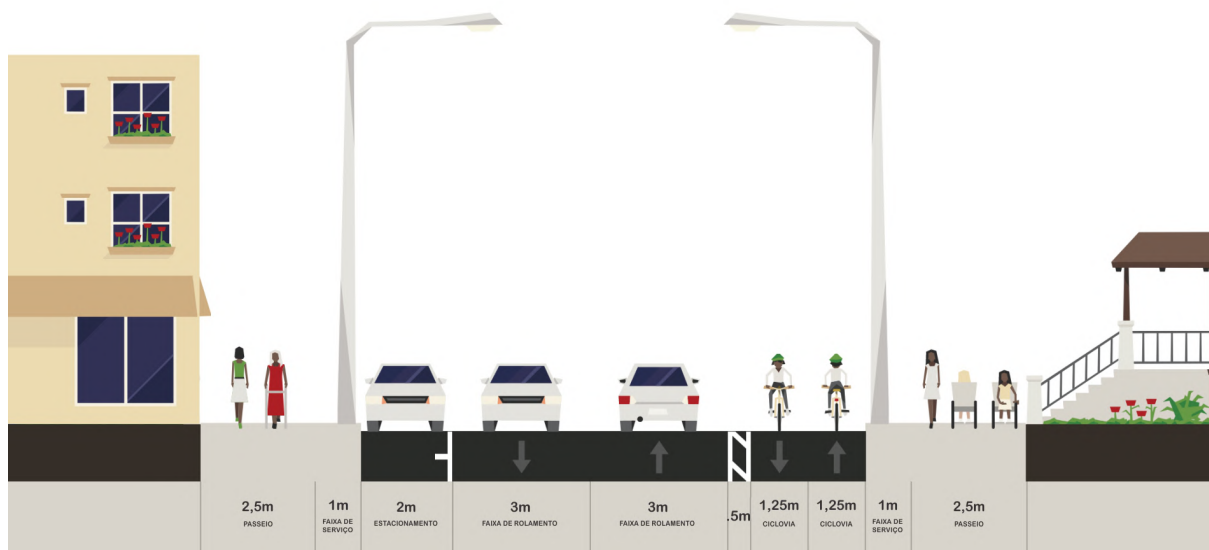 2,5m
PASSEIO
1m
FAIXA DE
SERVIÇO
2m
ESTACIONAMENTO
3m
FAIXA DE ROLAMENTO
3m
FAIXA DE ROLAMENTO
.5m
1,25m
CICLOVIA
1,25m
CICLOVIA
1m
FAIXA DE
SERVIÇO
2,5m
PASSEIO